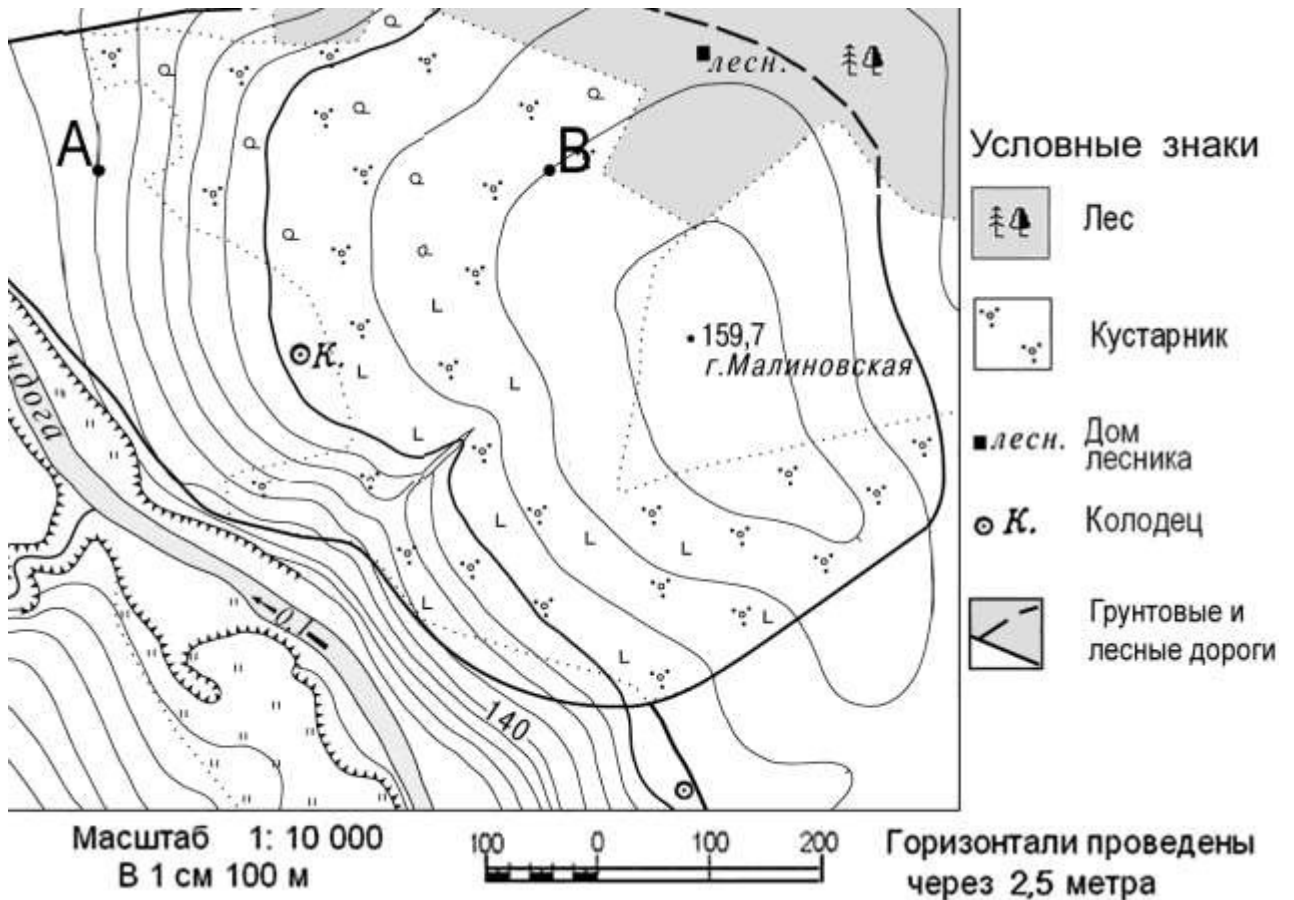 лесн.
А
В
Условные знаки
Лес
159,7
г.Малиновская
К.
Кустарник
Андога
лесн. Дом лесника
К. Колодец
0,1
Грунтовые и
лесные дороги
140
Масштаб 1: 10 000
В 1 см 100 м
100 0 100 200
Горизонтали проведены
через 2,5 метра